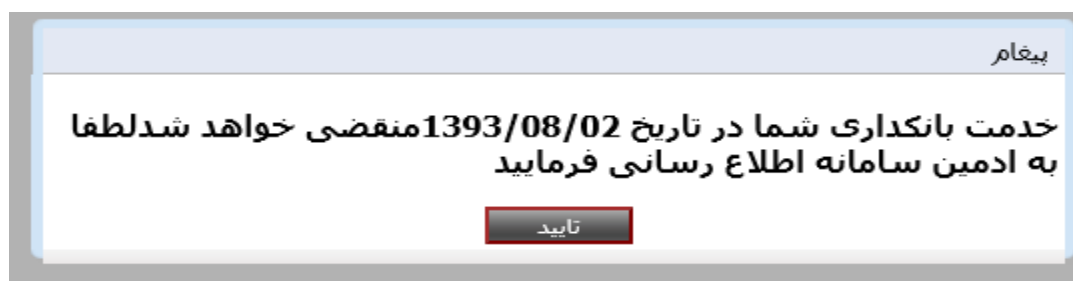 پیغام
خدمت بانکداری شما در تاریخ 1393/08/02منقضی خواهد شدلطفا
به ادمین سامانه اطلاع رسانی فرمایید
تایید